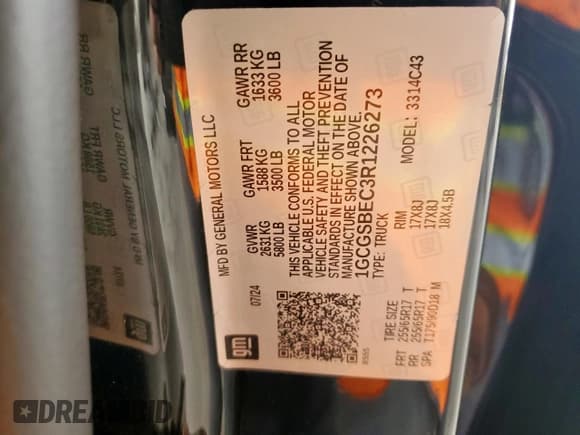 gm
07/24
MFD BY GENERAL MOTORS LLC
GVWR GAWR FRT GAWR RR
2631 KG 1588 KG 1633 KG
5800 LB 3500 LB 3600 LB
THIS VEHICLE CONFORMS TO ALL
APPLICABLE U.S. FEDERAL MOTOR
VEHICLE SAFETY AND THEFT PREVENTION
STANDARDS IN EFFECT ON THE DATE OF
MANUFACTURE SHOWN ABOVE.
1GCGSBEC3R1226273
TYPE: TRUCK MODEL: 3314C43
TIRE SIZE RIM
FRT 255/65R17 T 17X8J
RR 255/65R17 T 17X8J
SPA T175/90D18 M 18X4.5B
DREAMBID